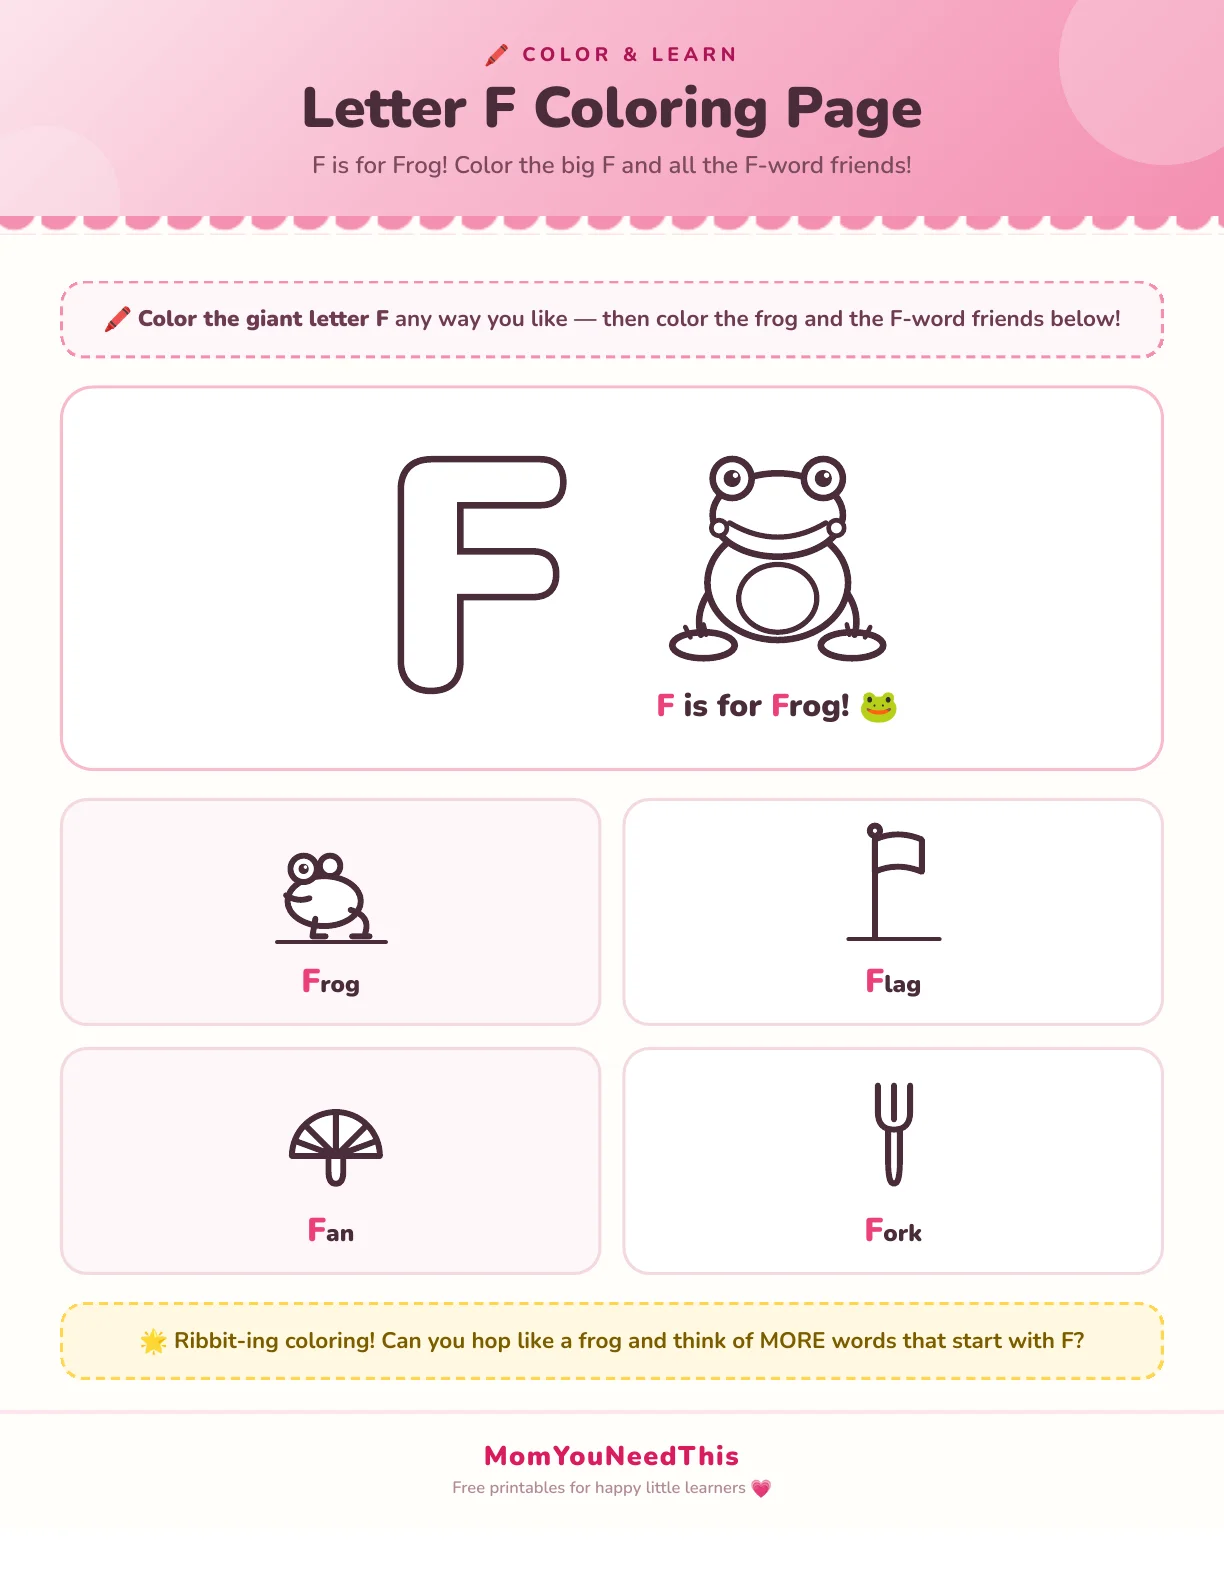 🖍️ COLOR & LEARN
Letter F Coloring Page
F is for Frog! Color the big F and all the F-word friends!
🖍️ Color the giant letter F any way you like — then color the frog and the F-word friends below!
F
F is for Frog! 🐸
Frog
Flag
Fan
Fork
🌟 Ribbit-ing coloring! Can you hop like a frog and think of MORE words that start with F?
MomYouNeedThis
Free printables for happy little learners 💗